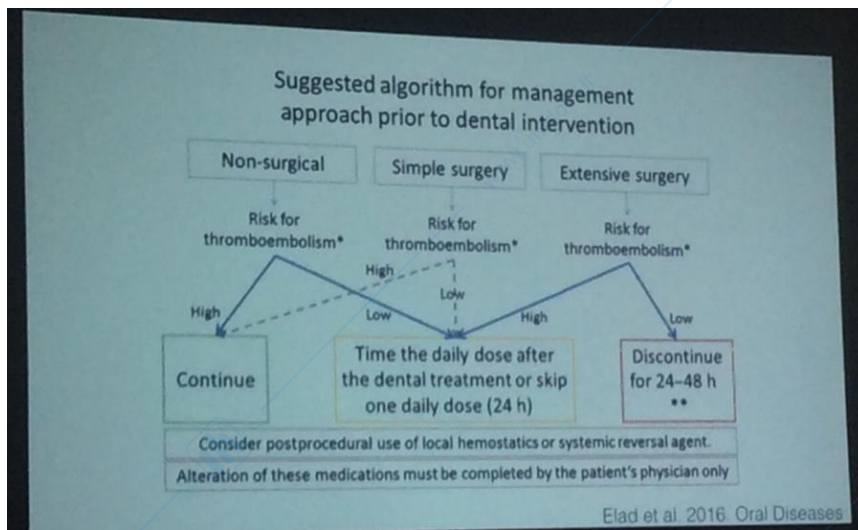 Suggested algorithm for management
approach prior to dental intervention
Non-surgical
Simple surgery
Extensive surgery
Risk for
thromboembolism*
Risk for
thromboembolism*
Risk for
thromboembolism*
High
Low
High
Low
High
Low
Continue
Time the daily dose after
the dental treatment or skip
one daily dose (24 h)
Discontinue
for 24–48 h
**
Consider postprocedural use of local hemostatics or systemic reversal agent.
Alteration of these medications must be completed by the patient's physician only
Elad et al. 2016. Oral Diseases